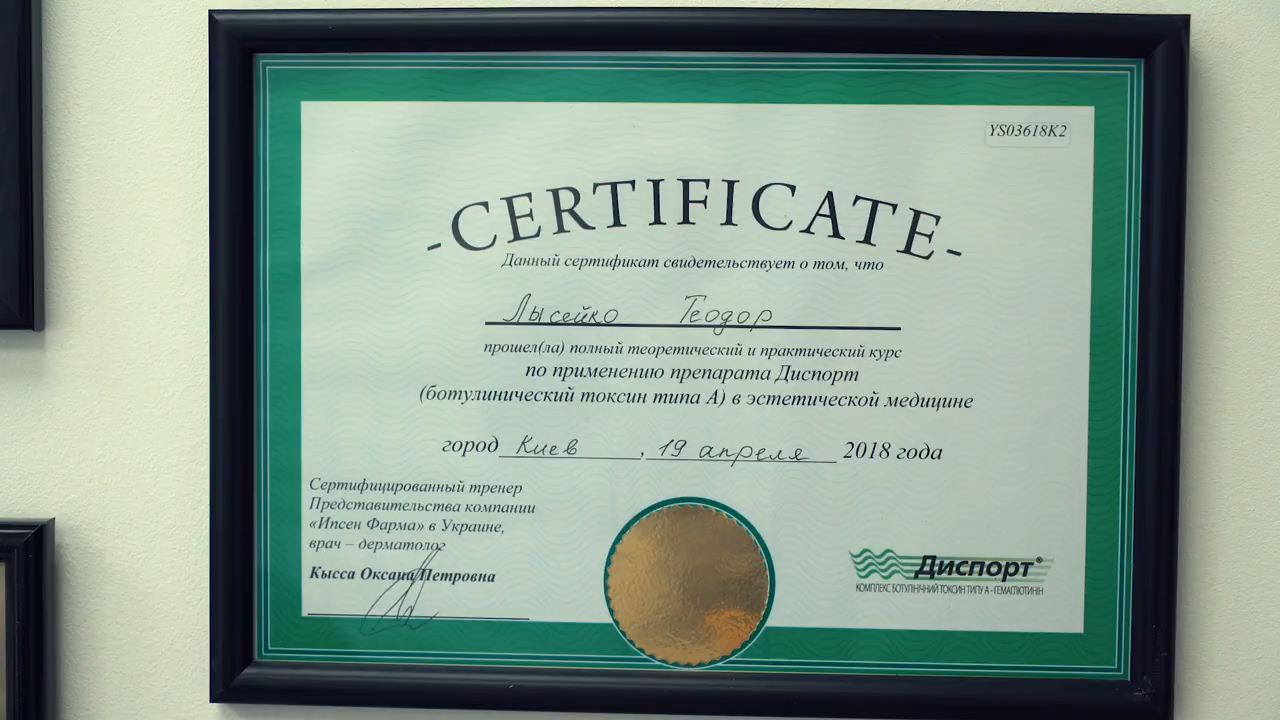 YS03618K2
-CERTIFICATE-
Данный сертификат свидетельствует о том, что
Лысейко Теодор
прошел(ла) полный теоретический и практический курс
по применению препарата Диспорт
(ботулинический токсин типа А) в эстетической медицине
город Киев, 19 апреля 2018 года
Сертифицированный тренер
Представительства компании
«Ипсен Фарма» в Украине,
врач – дерматолог
Кысса Оксана Петровна
Диспорт®
КОМПЛЕКС БОТУЛІНІЧНИЙ ТОКСИН ТИПУ А - ГЕМАГЛЮТИНІН